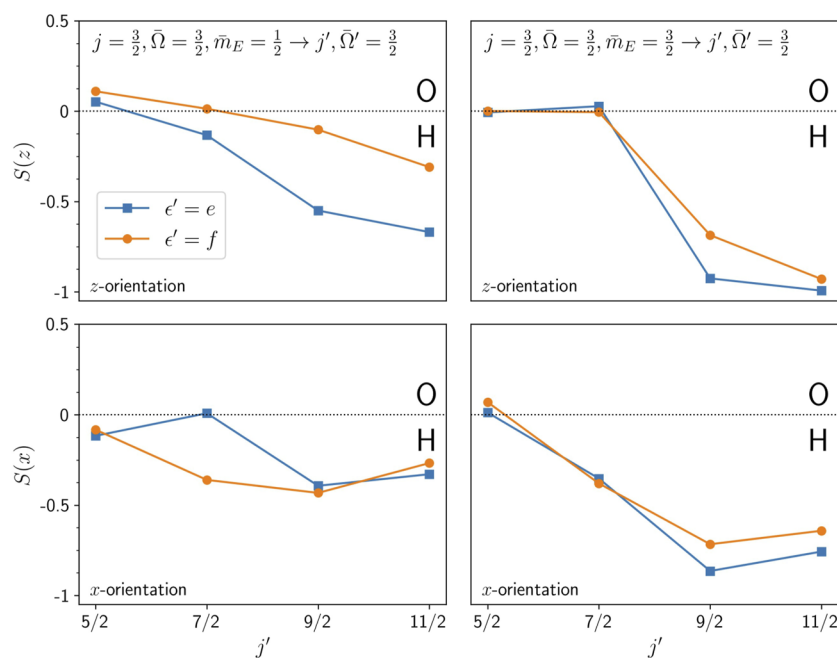 j = 3/2, Ω̄ = 3/2, m̄_E = 1/2 → j′, Ω̄′ = 3/2
0.5
0
-0.5
-1
S(z)
O
H
ϵ′ = e
ϵ′ = f
z-orientation
j = 3/2, Ω̄ = 3/2, m̄_E = 3/2 → j′, Ω̄′ = 3/2
O
H
z-orientation
0.5
0
-0.5
-1
S(x)
O
H
x-orientation
5/2 7/2 9/2 11/2
j′
O
H
x-orientation
5/2 7/2 9/2 11/2
j′